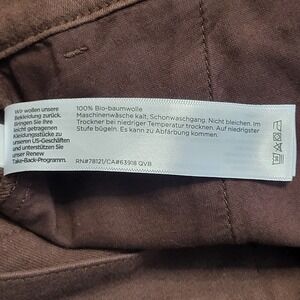 Wir wollen unsere
Bekleidung zurück.
Bringen Sie ihre
leicht getragenen
Kleidungsstücke zu
unseren US-Geschäften
und unterstützen Sie
unser Renew
Take-Back-Programm.
100% Bio-baumwolle
Maschinenwäsche kalt, Schonwaschgang. Nicht bleichen. Im
Trockner bei niedriger Temperatur trocknen. Auf niedrigster
Stufe bügeln. Es kann zu Abfärbung kommen.
RN#78121/CA#63918 QVB